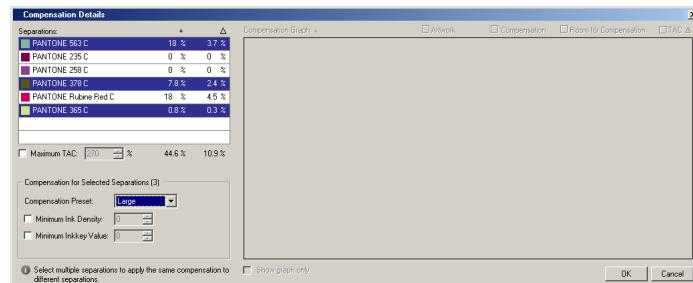 Compensation Details
Separations:
PANTONE 563 C 18 % 3.7 %
PANTONE 235 C 0 % 0 %
PANTONE 258 C 0 % 0 %
PANTONE 378 C 7.8 % 2.4 %
PANTONE Rubine Red C 18 % 4.5 %
PANTONE 365 C 0.8 % 0.3 %
Maximum TAC: 270 % 44.6 % 10.9 %
Compensation for Selected Separations (3)
Compensation Preset: Large
Minimum Ink Density: 0
Minimum Inkkey Value: 0
Select multiple separations to apply the same compensation to
different separations.
Compensation Graph Artwork Compensation Room for Compensation TAC
Show graph only
OK Cancel